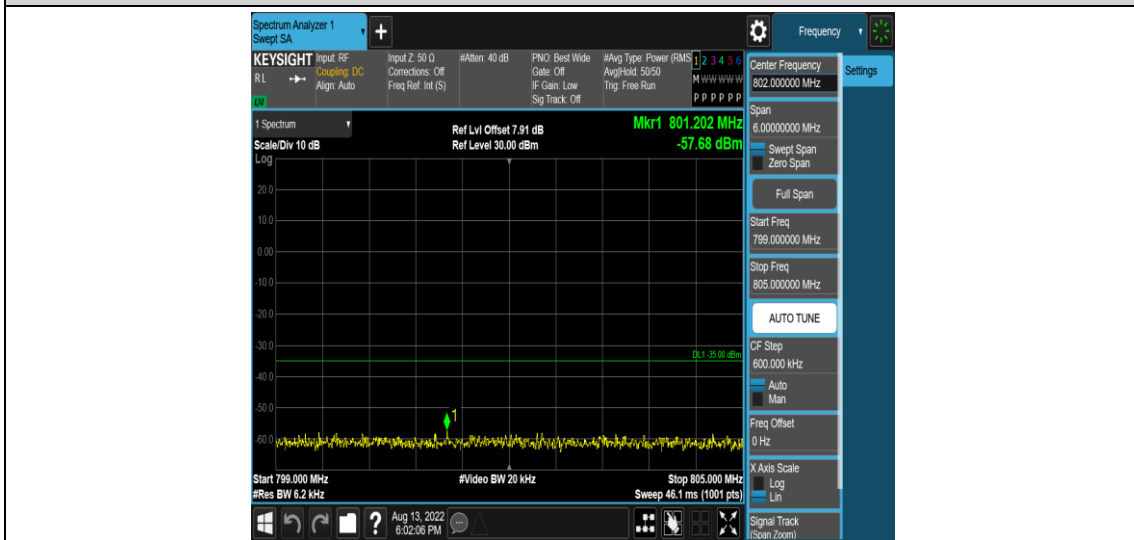 Spectrum Analyzer 1
Swept SA
+
Frequency
KEYSIGHT
RL
LXI
Input: RF
Coupling: DC
Align: Auto
Input Z: 50 Ω
Corrections: Off
Freq Ref: Int (S)
#Atten: 40 dB
PNO: Best Wide
Gate: Off
IF Gain: Low
Sig Track: Off
#Avg Type: Power (RMS
Avg|Hold: 50/50
Trig: Free Run
1 2 3 4 5 6
M W W W W W
P P P P P P
1 Spectrum
Scale/Div 10 dB
Ref Lvl Offset 7.91 dB
Ref Level 30.00 dBm
Mkr1 801.202 MHz
-57.68 dBm
Log
20.0
10.0
0.00
-10.0
-20.0
-30.0
DL1 -35.00 dBm
-40.0
-50.0
1
-60.0
Start 799.000 MHz
#Video BW 20 kHz
Stop 805.000 MHz
#Res BW 6.2 kHz
Sweep 46.1 ms (1001 pts)
?
Aug 13, 2022
6:02:06 PM
Center Frequency
802.000000 MHz
Settings
Span
6.00000000 MHz
Swept Span
Zero Span
Full Span
Start Freq
799.000000 MHz
Stop Freq
805.000000 MHz
AUTO TUNE
CF Step
600.000 kHz
Auto
Man
Freq Offset
0 Hz
X Axis Scale
Log
Lin
Signal Track
(Span Zoom)